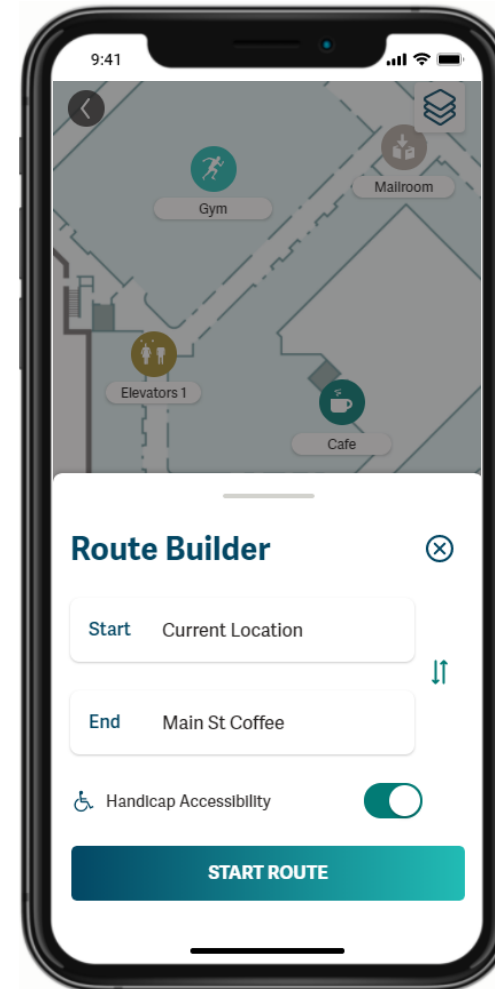 9:41
Mailroom
Gym
Elevators 1
Cafe
Route Builder
Start Current Location
End Main St Coffee
Handicap Accessibility
START ROUTE